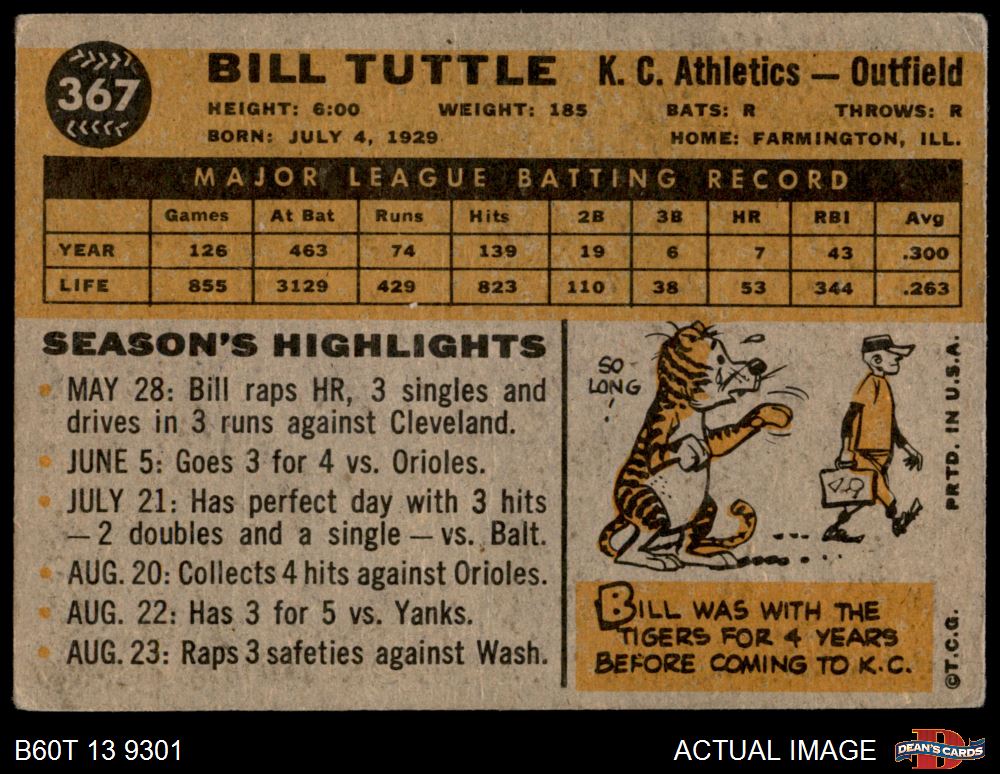 367
BILL TUTTLE K. C. Athletics — Outfield
HEIGHT: 6:00 WEIGHT: 185 BATS: R THROWS: R
BORN: JULY 4, 1929 HOME: FARMINGTON, ILL.
MAJOR LEAGUE BATTING RECORD
Games At Bat Runs Hits 2B 3B HR RBI Avg
YEAR 126 463 74 139 19 6 7 43 .300
LIFE 855 3129 429 823 110 38 53 344 .263
SEASON'S HIGHLIGHTS
• MAY 28: Bill raps HR, 3 singles and
drives in 3 runs against Cleveland.
• JUNE 5: Goes 3 for 4 vs. Orioles.
• JULY 21: Has perfect day with 3 hits
— 2 doubles and a single — vs. Balt.
• AUG. 20: Collects 4 hits against Orioles.
• AUG. 22: Has 3 for 5 vs. Yanks.
• AUG. 23: Raps 3 safeties against Wash.
SO
LONG
!
BILL WAS WITH THE
TIGERS FOR 4 YEARS
BEFORE COMING TO K.C.
©T.C.G. PRTD. IN U.S.A.
B60T 13 9301 ACTUAL IMAGE
D
DEAN'S CARDS